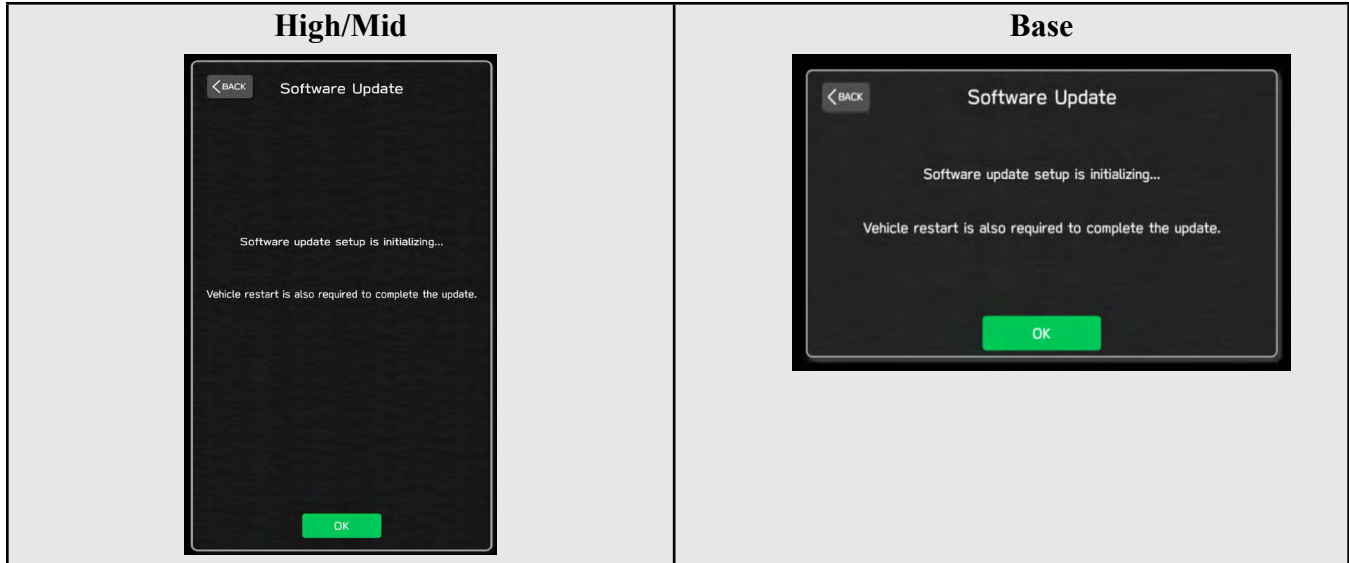 High/Mid
BACK
Software Update
Software update setup is initializing...
Vehicle restart is also required to complete the update.
OK
Base
BACK
Software Update
Software update setup is initializing...
Vehicle restart is also required to complete the update.
OK